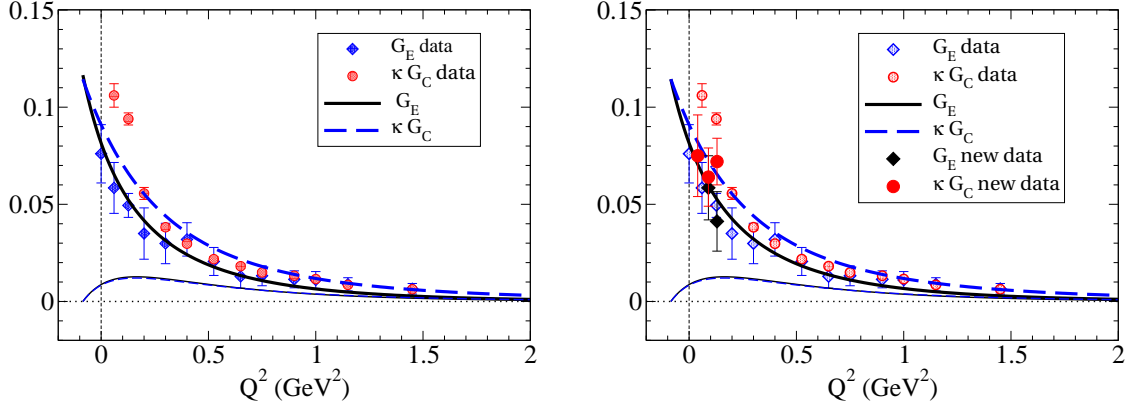 0.15
0.1
0.05
0
0
0.5
1
1.5
2
Q² (GeV²)
G_E data
κ G_C data
G_E
κ G_C
0.15
0.1
0.05
0
0
0.5
1
1.5
2
Q² (GeV²)
G_E data
κ G_C data
G_E
κ G_C
G_E new data
κ G_C new data